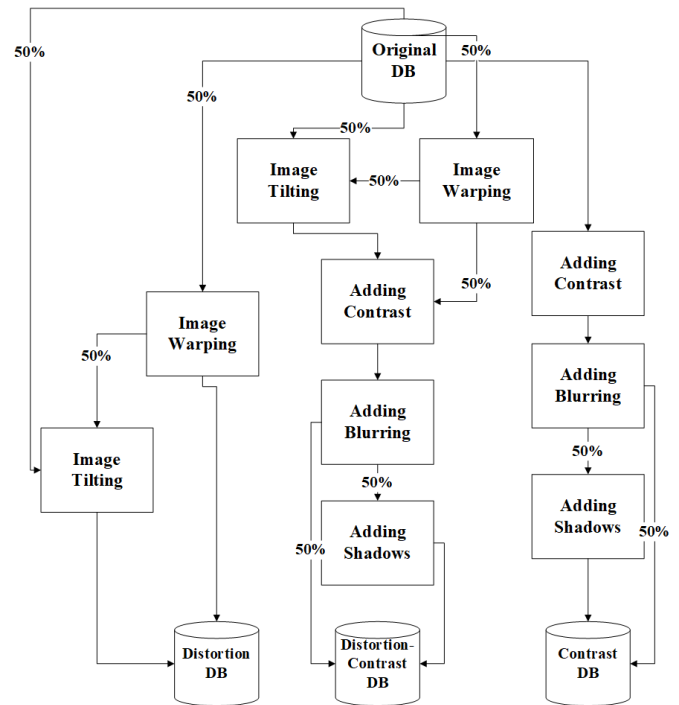 Original
DB
50%
50%
50%
50%
Image
Tilting
50%
Image
Warping
Adding
Contrast
50%
Adding
Contrast
Image
Warping
50%
Adding
Blurring
Adding
Blurring
Image
Tilting
50%
50%
Adding
Shadows
50%
Adding
Shadows
50%
Distortion
DB
Distortion-
Contrast
DB
Contrast
DB